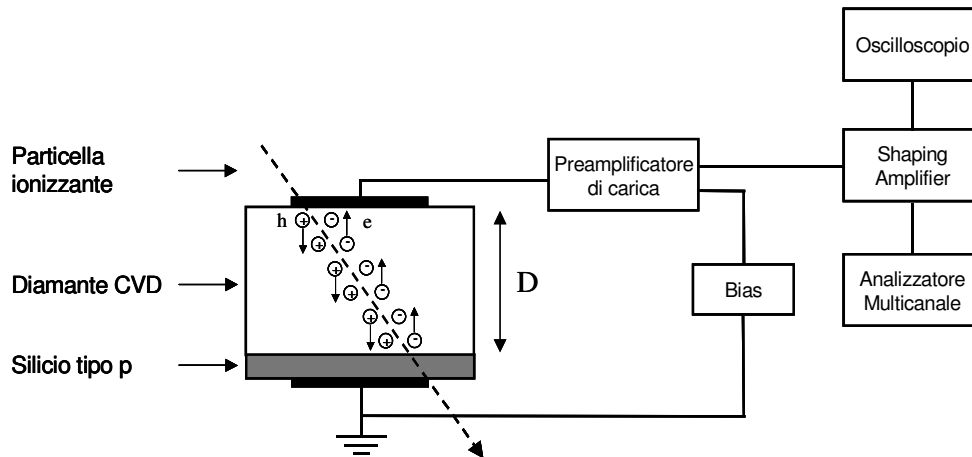 Oscilloscopio
Particella
ionizzante
Preamplificatore
di carica
Shaping
Amplifier
h
e
+
-
+
-
+
-
+
-
+
-
+
-
D
Diamante CVD
Bias
Analizzatore
Multicanale
Silicio tipo p